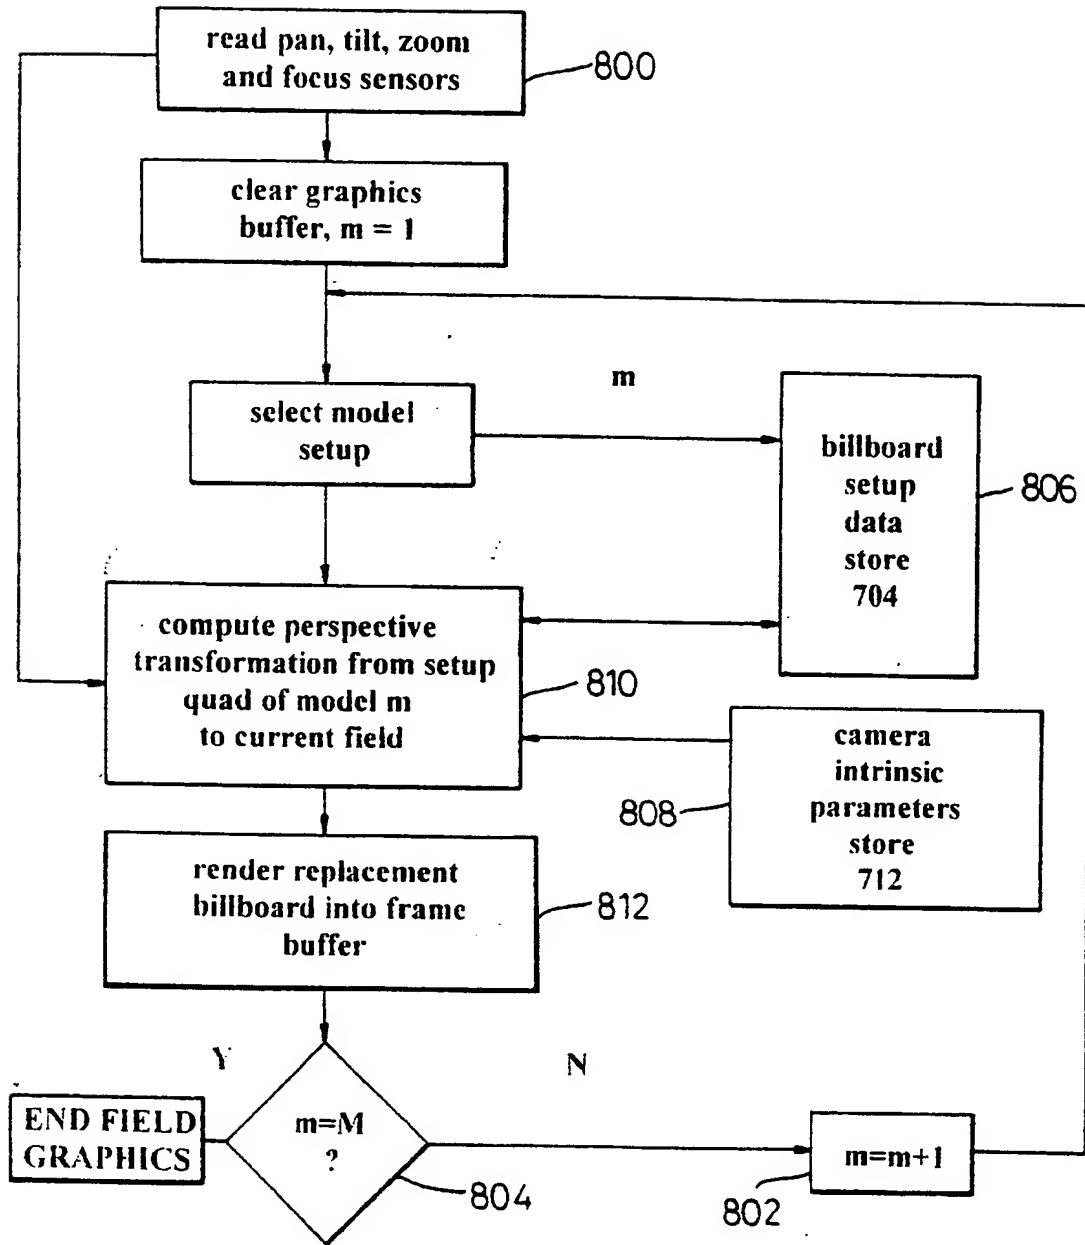 read pan, tilt, zoom
and focus sensors
800
clear graphics
buffer, m = 1
select model
setup
m
billboard
setup
data
store
704
806
compute perspective
transformation from setup
quad of model m
to current field
810
camera
intrinsic
parameters
store
712
808
render replacement
billboard into frame
buffer
812
Y
N
END FIELD
GRAPHICS
m=M
?
804
m=m+1
802